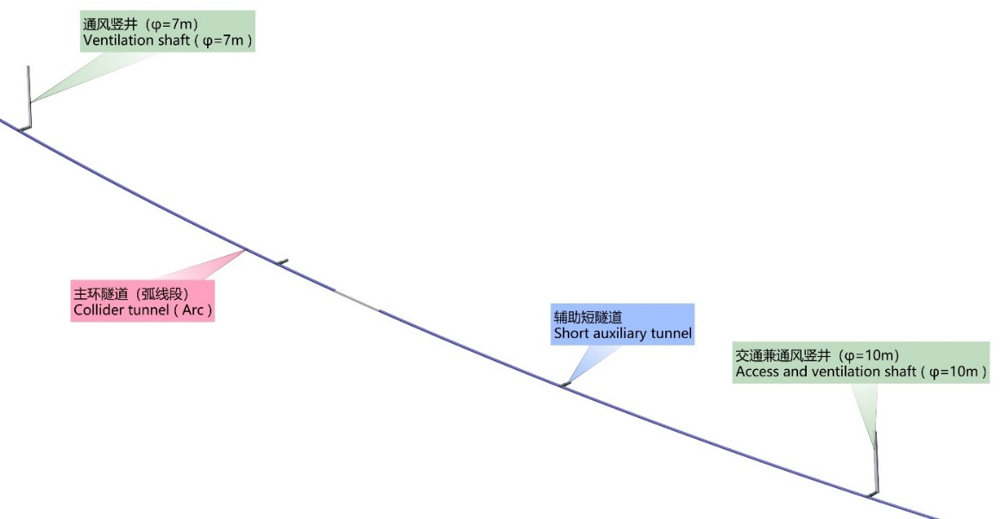 通风竖井（φ=7m）
Ventilation shaft ( φ=7m )
主环隧道（弧线段）
Collider tunnel ( Arc )
辅助短隧道
Short auxiliary tunnel
交通兼通风竖井（φ=10m）
Access and ventilation shaft ( φ=10m )